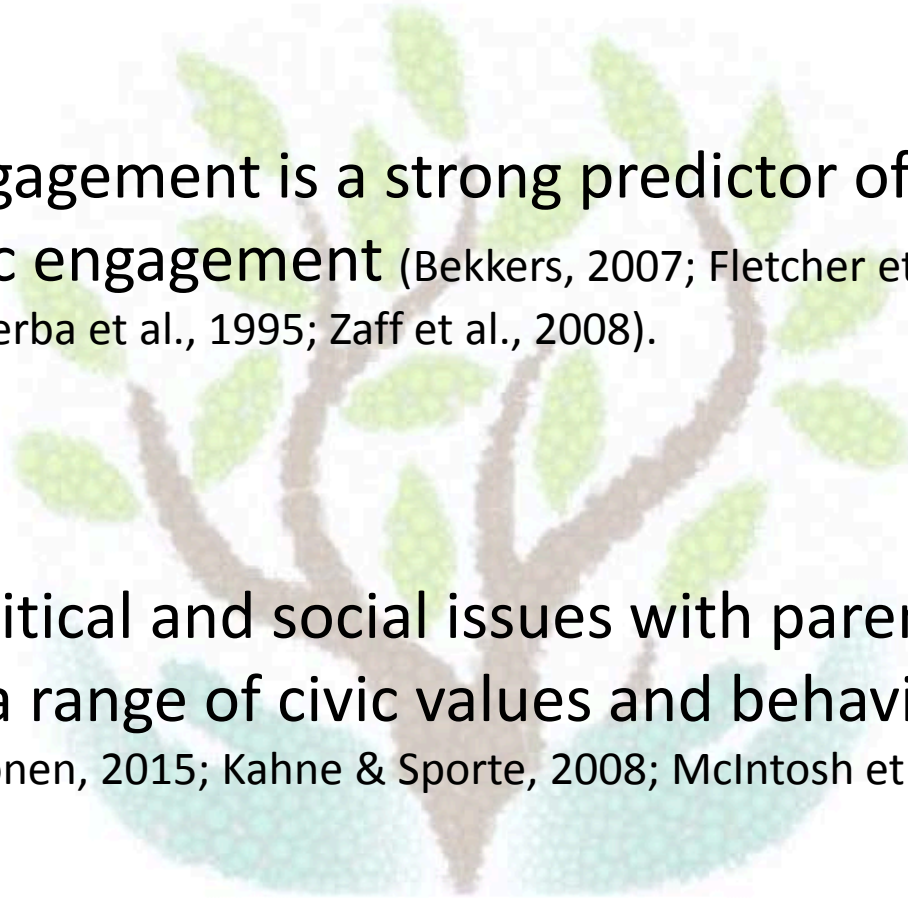 gagement is a strong predictor of
c engagement (Bekkers, 2007; Fletcher et
erba et al., 1995; Zaff et al., 2008).
itical and social issues with paren
a range of civic values and behavi
onen, 2015; Kahne & Sporte, 2008; McIntosh et